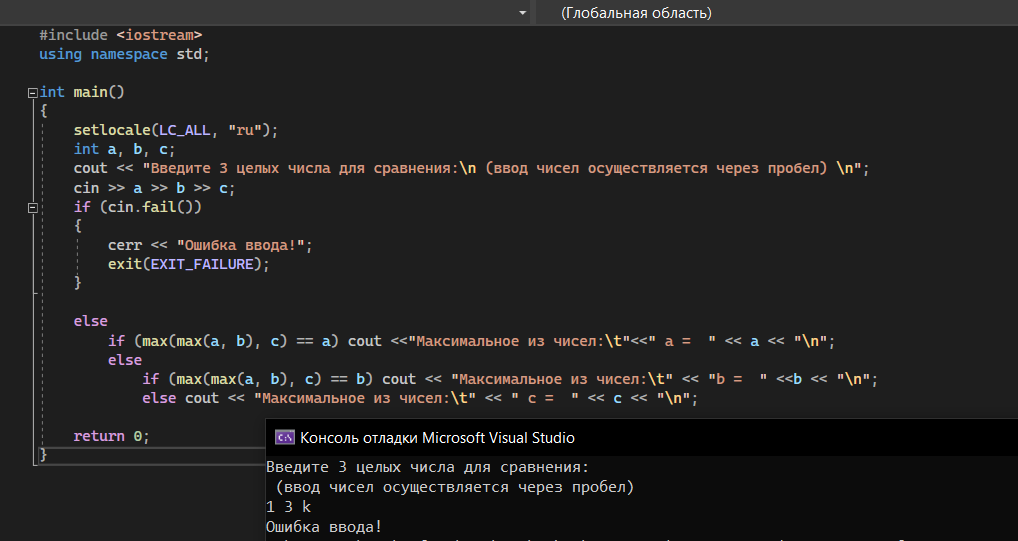 (Глобальная область)
#include <iostream>
using namespace std;
int main()
{
setlocale(LC_ALL, "ru");
int a, b, c;
cout << "Введите 3 целых числа для сравнения:\n (ввод чисел осуществляется через пробел) \n";
cin >> a >> b >> c;
if (cin.fail())
{
cerr << "Ошибка ввода!";
exit(EXIT_FAILURE);
}
else
if (max(max(a, b), c) == a) cout <<"Максимальное из чисел:\t"<<" a =  " << a << "\n";
else
if (max(max(a, b), c) == b) cout << "Максимальное из чисел:\t" << "b =  " <<b << "\n";
else cout << "Максимальное из чисел:\t" << " c =  " << c << "\n";
return 0;
}
C:\ Консоль отладки Microsoft Visual Studio
Введите 3 целых числа для сравнения:
(ввод чисел осуществляется через пробел)
1 3 k
Ошибка ввода!